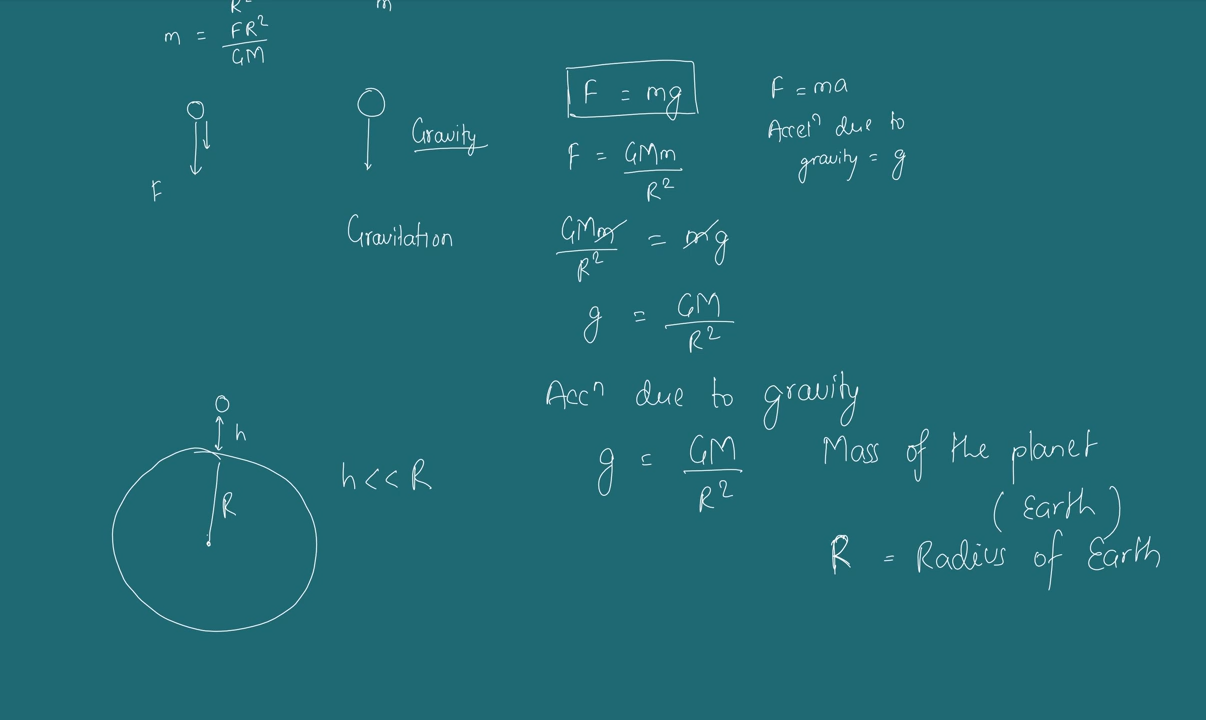 R²
m
m = FR²/GM
F
Gravity
Gravitation
F = mg
F = GMm/R²
GMm/R² = mg
g = GM/R²
F = ma
Accelⁿ due to
gravity = g
Accⁿ due to gravity
g = GM/R²
Mass of the planet
(Earth)
R = Radius of Earth
h
R
h << R